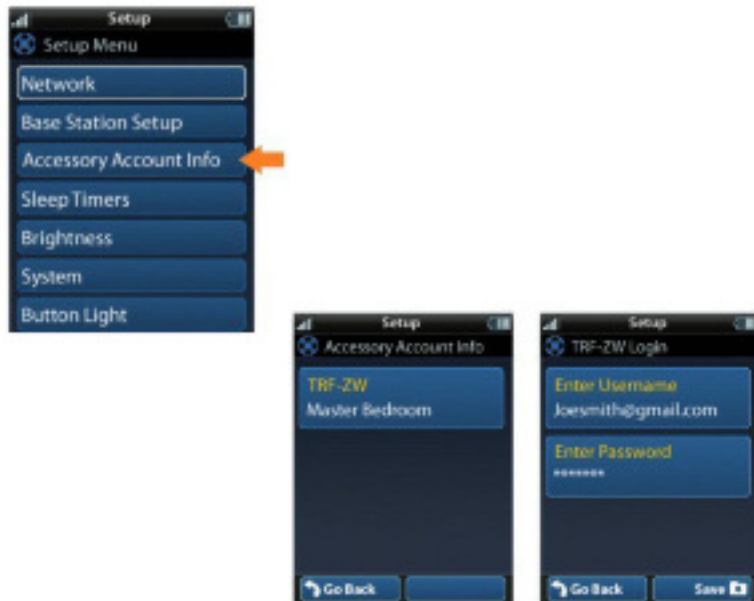 Setup
Setup Menu
Network
Base Station Setup
Accessory Account Info
Sleep Timers
Brightness
System
Button Light
Setup
Accessory Account Info
TRF-ZW
Master Bedroom
Go Back
Setup
TRF-ZW Login
Enter Username
Joesmith@gmail.com
Enter Password
*******
Go Back
Save